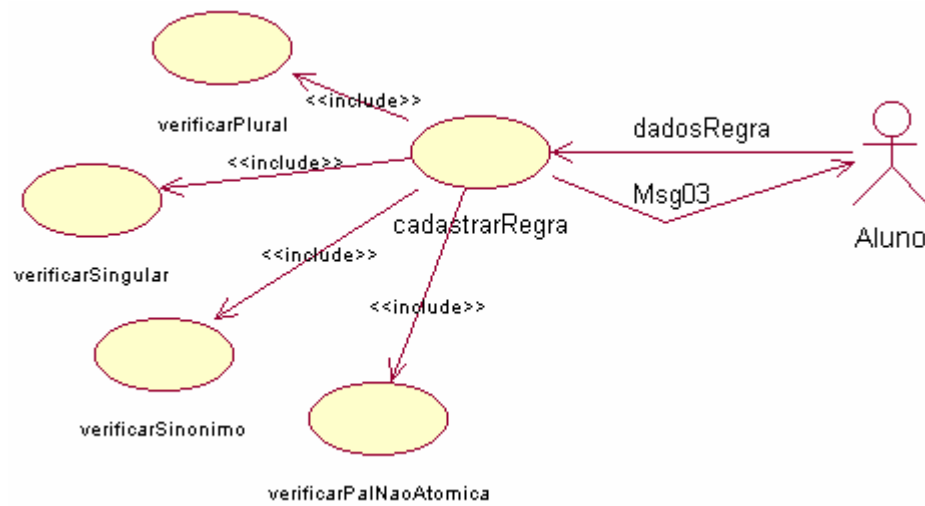 <<include>>
verificarPlural
dadosRegra
<<include>>
Msg03
cadastrarRegra
Aluno
<<include>>
verificarSingular
<<include>>
verificarSinonimo
verificarPalNaoAtomica